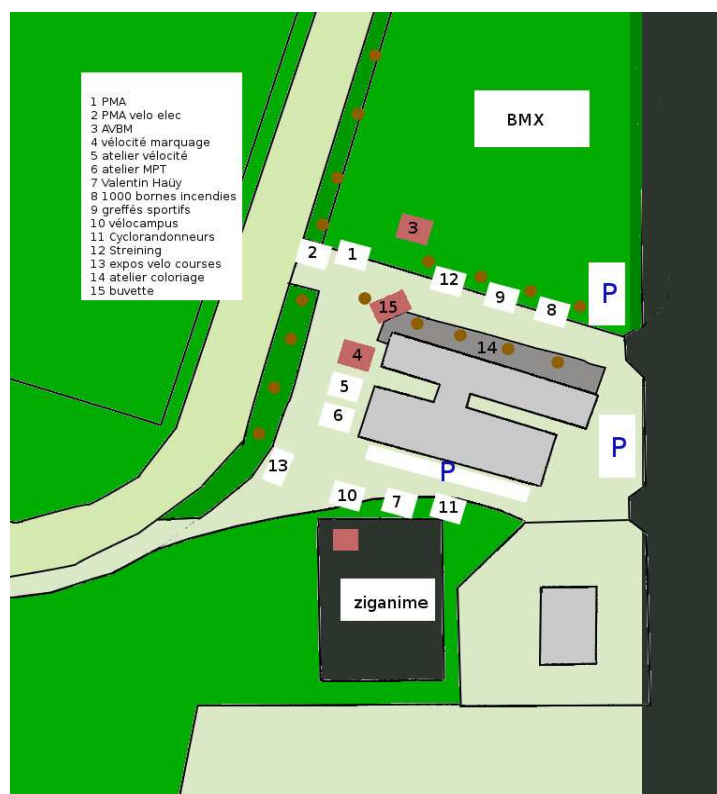 1 PMA
2 PMA velo elec
3 AVBM
4 vélocité marquage
5 atelier vélocité
6 atelier MPT
7 Valentin Haüy
8 1000 bornes incendies
9 greffés sportifs
10 vélocampus
11 Cyclorandonneurs
12 Streining
13 expos velo courses
14 atelier coloriage
15 buvette
BMX
3
2
1
12
9
8
P
15
14
4
5
6
13
P
P
10
7
11
ziganime